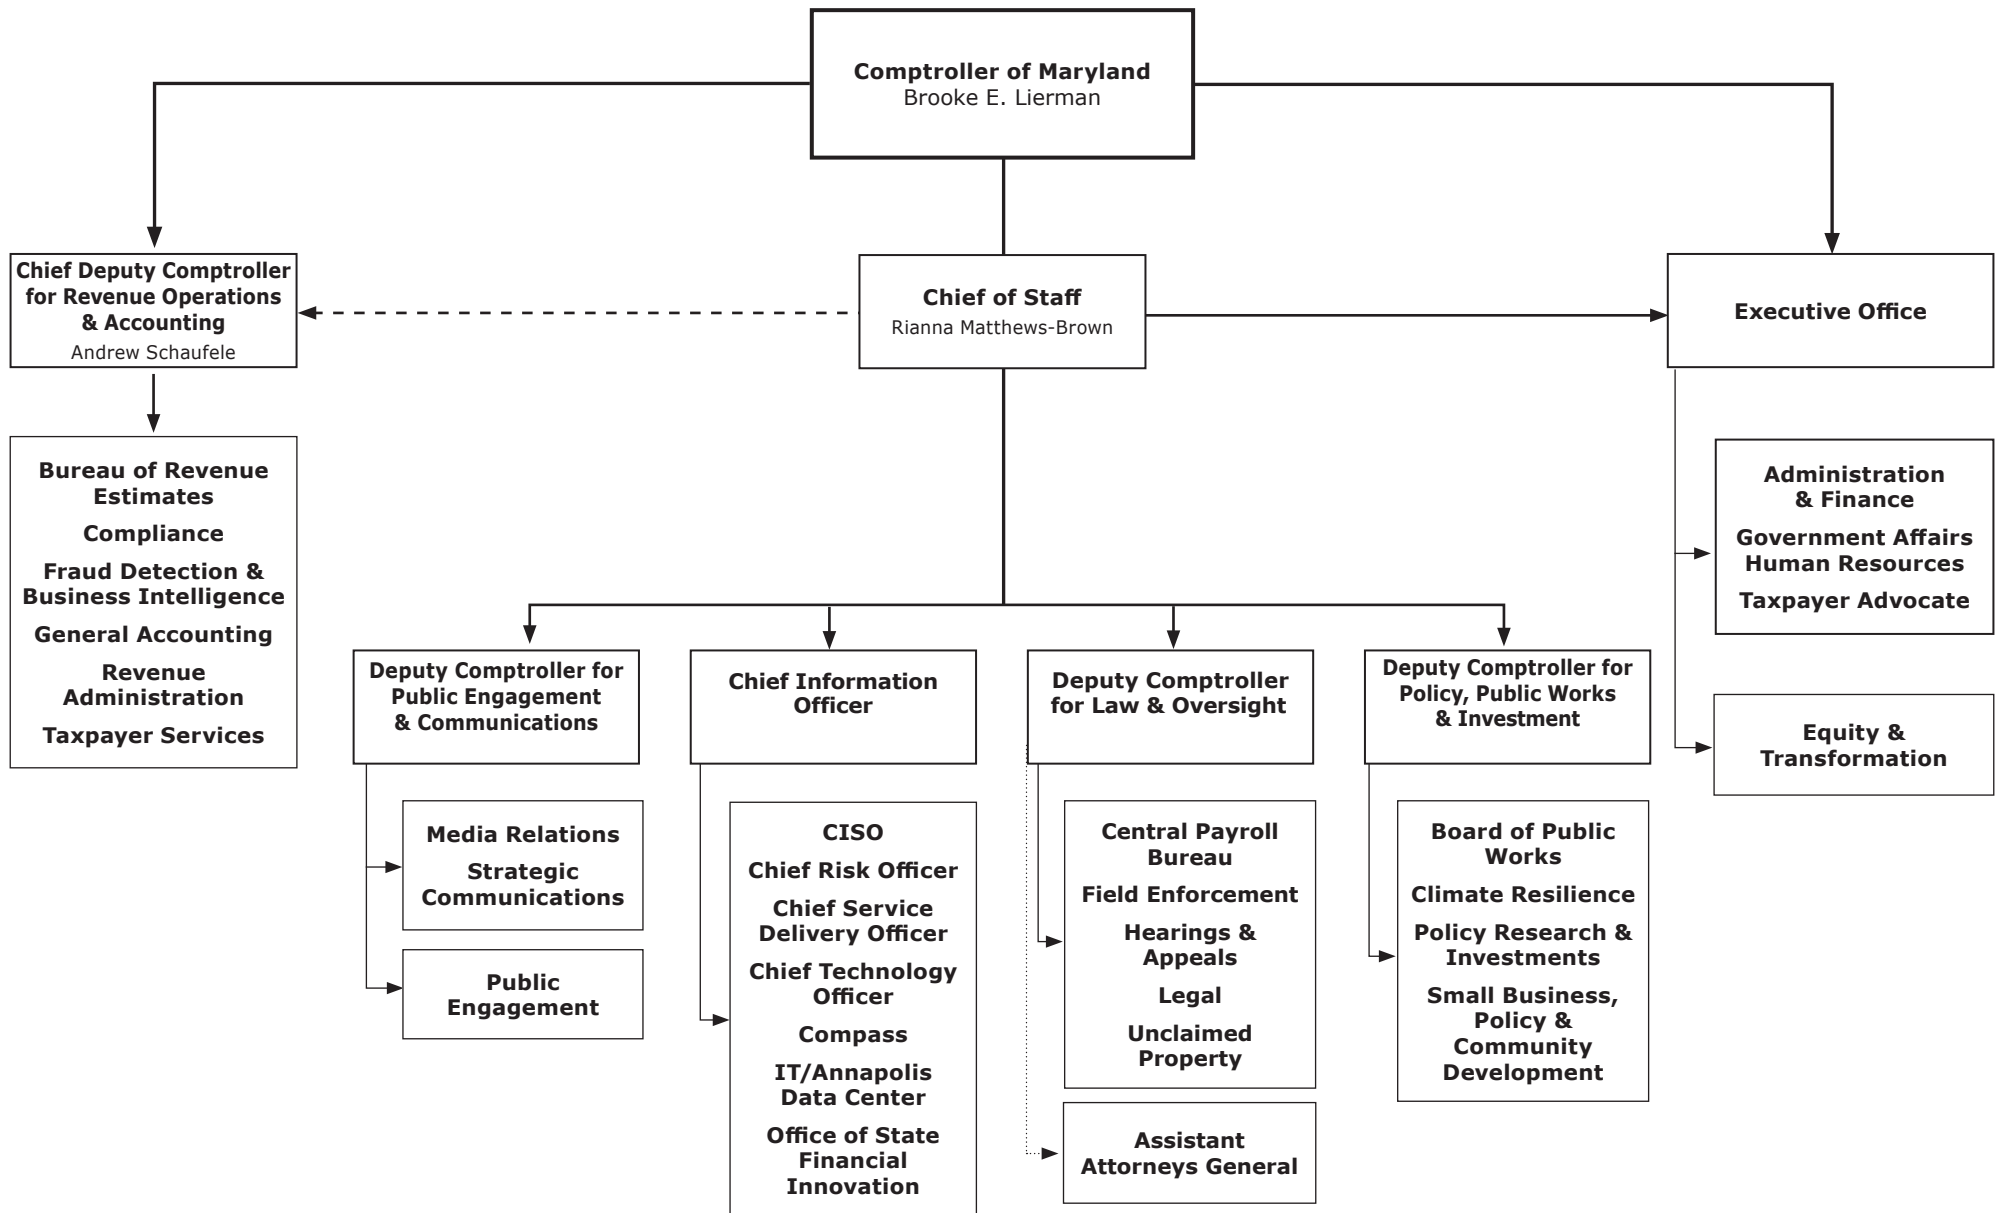 Comptroller of Maryland
Brooke E. Lierman
Chief Deputy Comptroller
for Revenue Operations
& Accounting
Andrew Schaufele
Chief of Staff
Rianna Matthews-Brown
Executive Office
Bureau of Revenue
Estimates
Compliance
Fraud Detection &
Business Intelligence
General Accounting
Revenue
Administration
Taxpayer Services
Administration
& Finance
Government Affairs
Human Resources
Taxpayer Advocate
Equity &
Transformation
Deputy Comptroller for
Public Engagement
& Communications
Media Relations
Strategic
Communications
Public
Engagement
Chief Information
Officer
CISO
Chief Risk Officer
Chief Service
Delivery Officer
Chief Technology
Officer
Compass
IT/Annapolis
Data Center
Office of State
Financial
Innovation
Deputy Comptroller
for Law & Oversight
Central Payroll
Bureau
Field Enforcement
Hearings &
Appeals
Legal
Unclaimed
Property
Assistant
Attorneys General
Deputy Comptroller for
Policy, Public Works
& Investment
Board of Public
Works
Climate Resilience
Policy Research &
Investments
Small Business,
Policy &
Community
Development